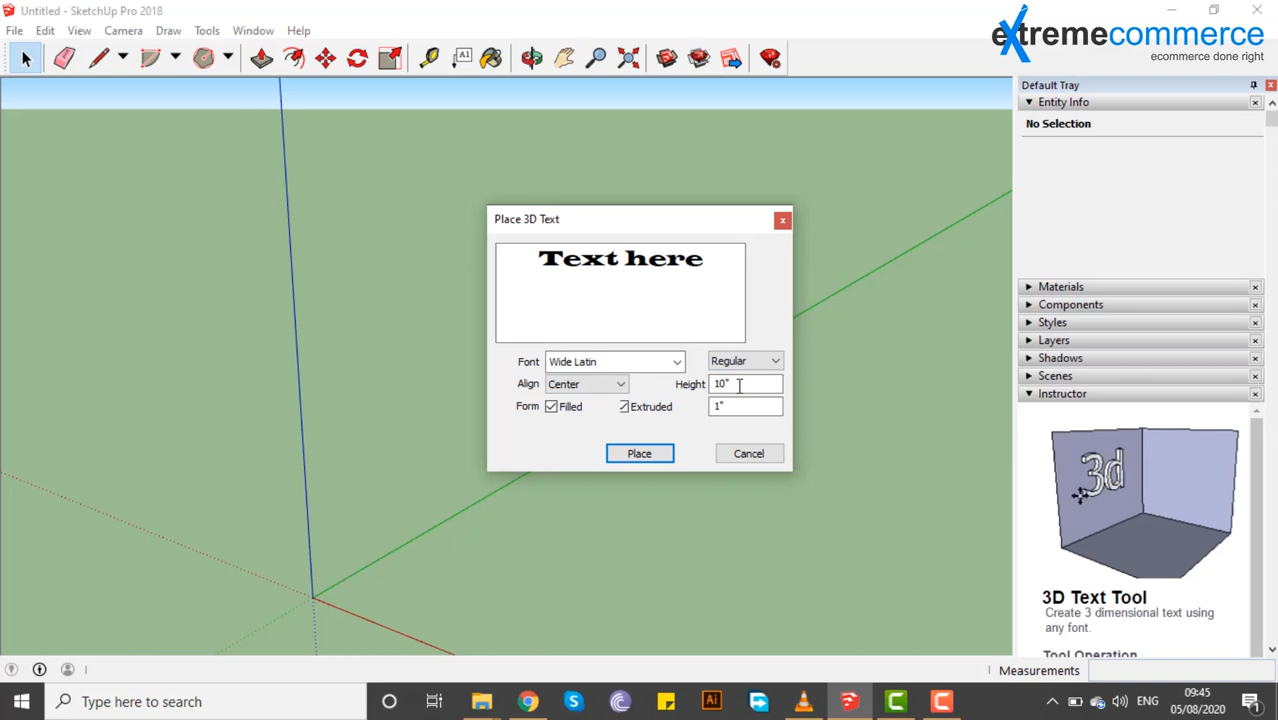 Untitled - SketchUp Pro 2018
File Edit View Camera Draw Tools Window Help
extremecommerce
ecommerce done right
A1
Default Tray
Entity Info
No Selection
Place 3D Text
Text here
Font Wide Latin Regular
Align Center Height 10"
Form Filled Extruded 1"
Place Cancel
Materials
Components
Styles
Layers
Shadows
Scenes
Instructor
3d
3D Text Tool
Create 3 dimensional text using
any font.
Tool Operation
Measurements
Type here to search
Ai
ENG
09:45
05/08/2020
1